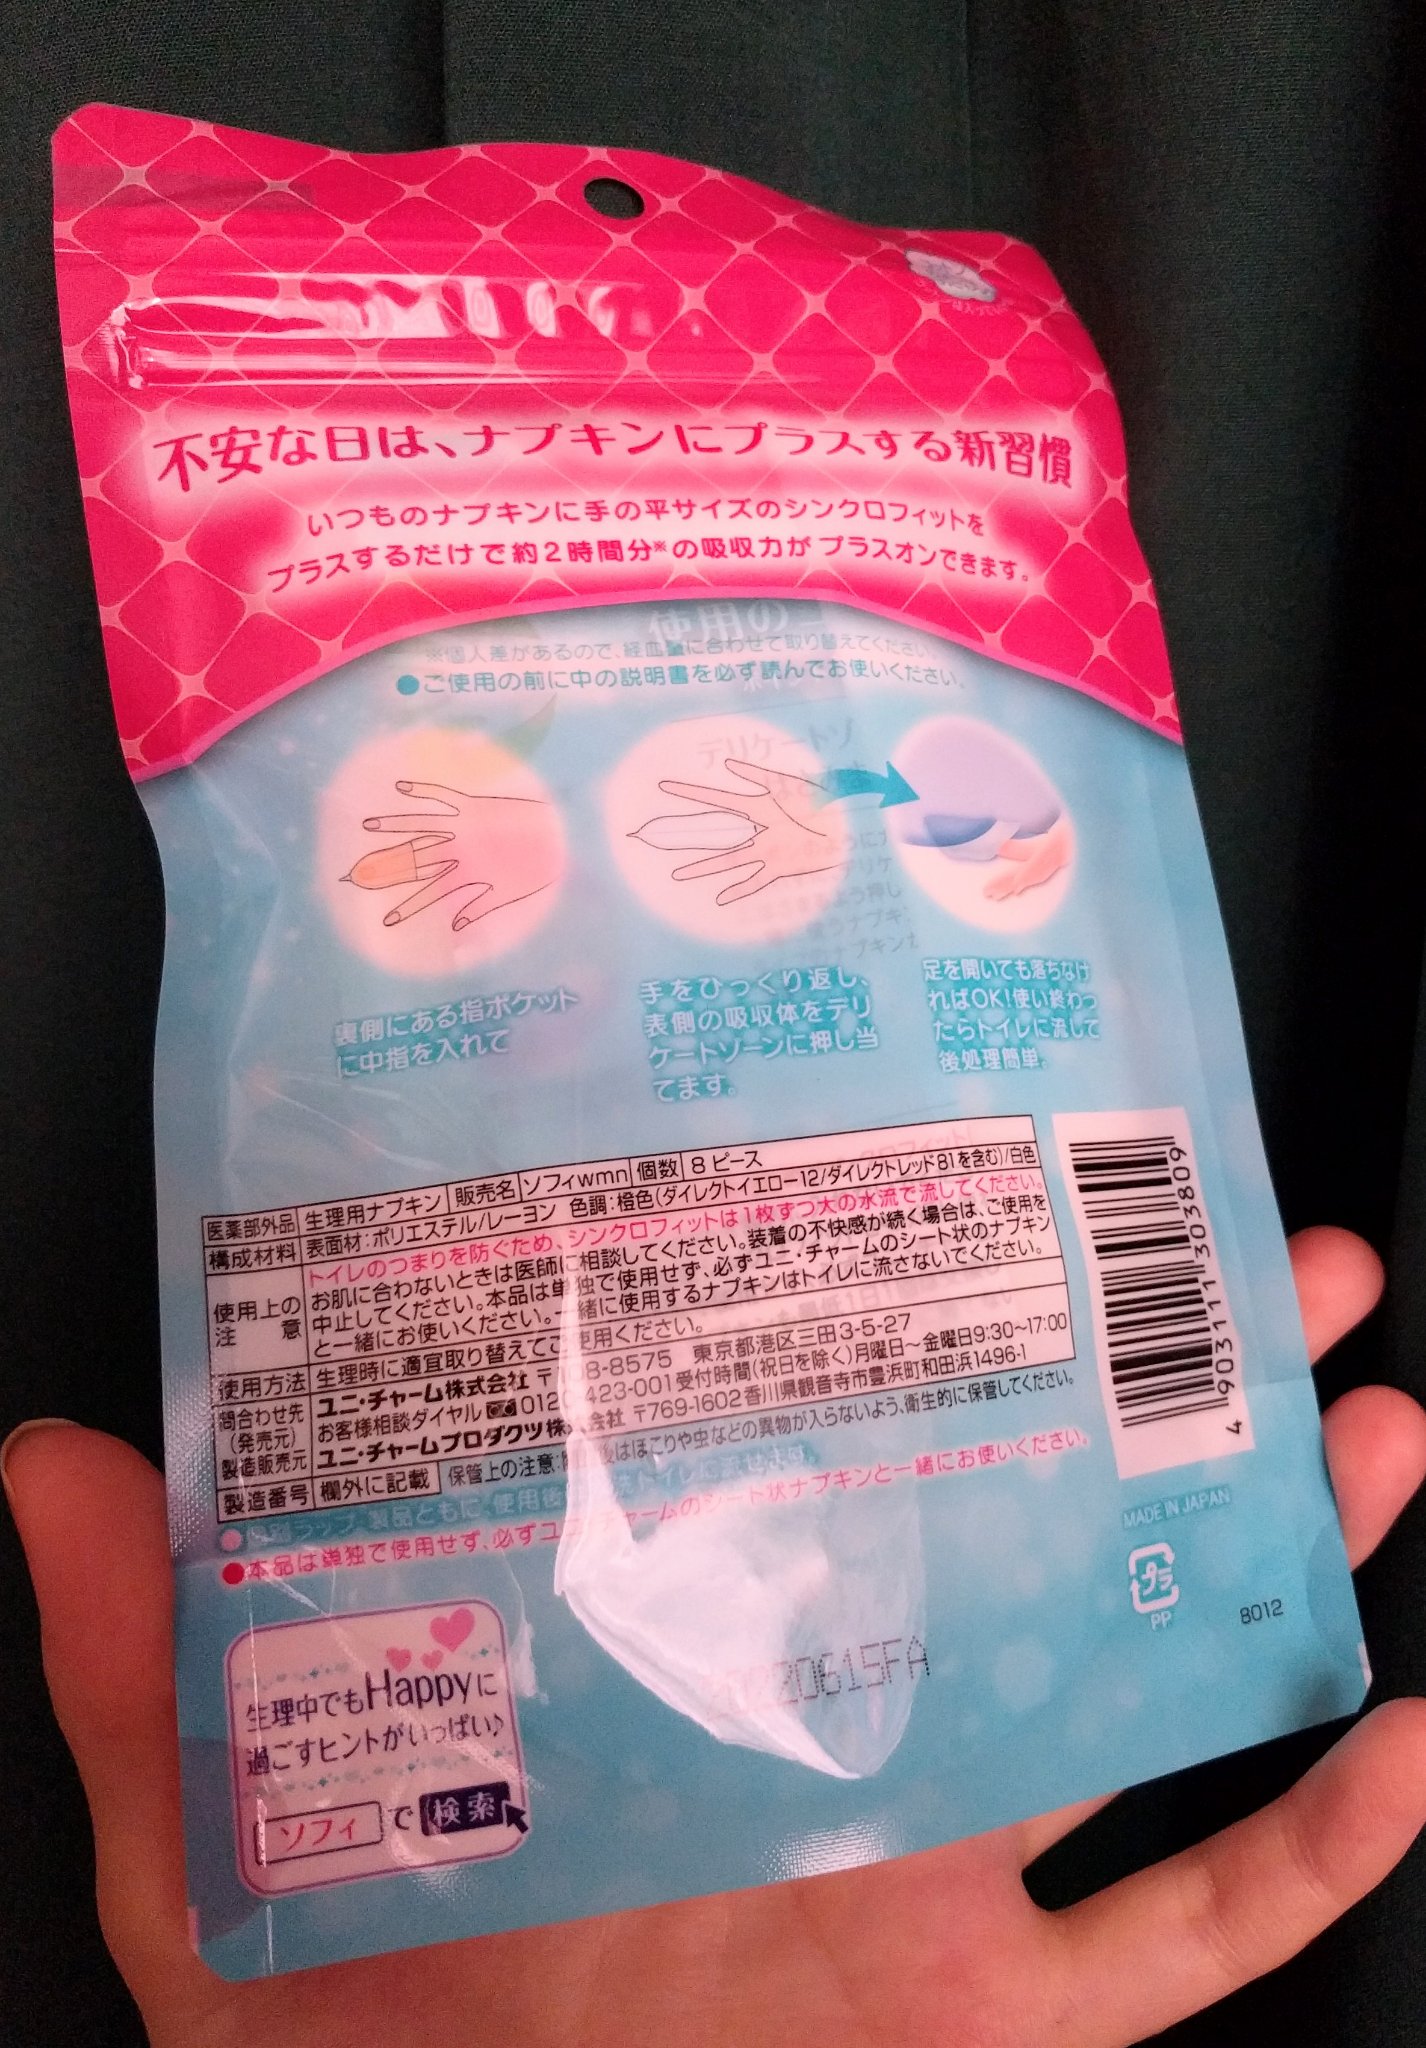 不安な日は、ナプキンにプラスする新習慣
いつものナプキンに手の平サイズのシンクロフィットを
プラスするだけで約2時間分※の吸収力がプラスオンできます。
使用の
※個人差があるので、経血量に合わせて取り替えてください。
●ご使用の前に中の説明書を必ず読んでお使いください。
デリケートゾ
裏側にある指ポケット
に中指を入れて
手をひっくり返し、
表側の吸収体をデリ
ケートゾーンに押し当
てます。
足を開いても落ちなけ
ればOK!使い終わっ
たらトイレに流して
後処理簡単。
医薬部外品 生理用ナプキン 販売名 ソフィwmn 個数 8ピース
構成材料 表面材:ポリエステル/レーヨン 色調:橙色(ダイレクトイエロー12/ダイレクトレッド81を含む)/白色
使用上の注意 トイレのつまりを防ぐため、シンクロフィットは1枚ずつ大の水流で流してください。
お肌に合わないときは医師に相談してください。装着の不快感が続く場合は、ご使用を
中止してください。本品は単独で使用せず、必ずユニ・チャームのシート状のナプキン
と一緒にお使いください。一緒に使用するナプキンはトイレに流さないでください。
使用方法 生理時に適宜取り替えてご使用ください。
問合わせ先(発売元) ユニ・チャーム株式会社 〒108-8575 東京都港区三田3-5-27
お客様相談ダイヤル 0120-423-001 受付時間(祝日を除く)月曜日~金曜日9:30~17:00
製造販売元 ユニ・チャームプロダクツ株式会社 〒769-1602 香川県観音寺市豊浜町和田浜1496-1
製造番号 欄外に記載 保管上の注意: 後はほこりや虫などの異物が入らないよう、衛生的に保管してください。
ラップ、製品ともに、使用後 トイレに流せます。
●本品は単独で使用せず、必ずユニ・チャームのシート状ナプキンと一緒にお使いください。
4 903111 303809
MADE IN JAPAN
プラ
PP
8012
20615FA
生理中でもHappyに
過ごすヒントがいっぱい♪
ソフィ で 検索